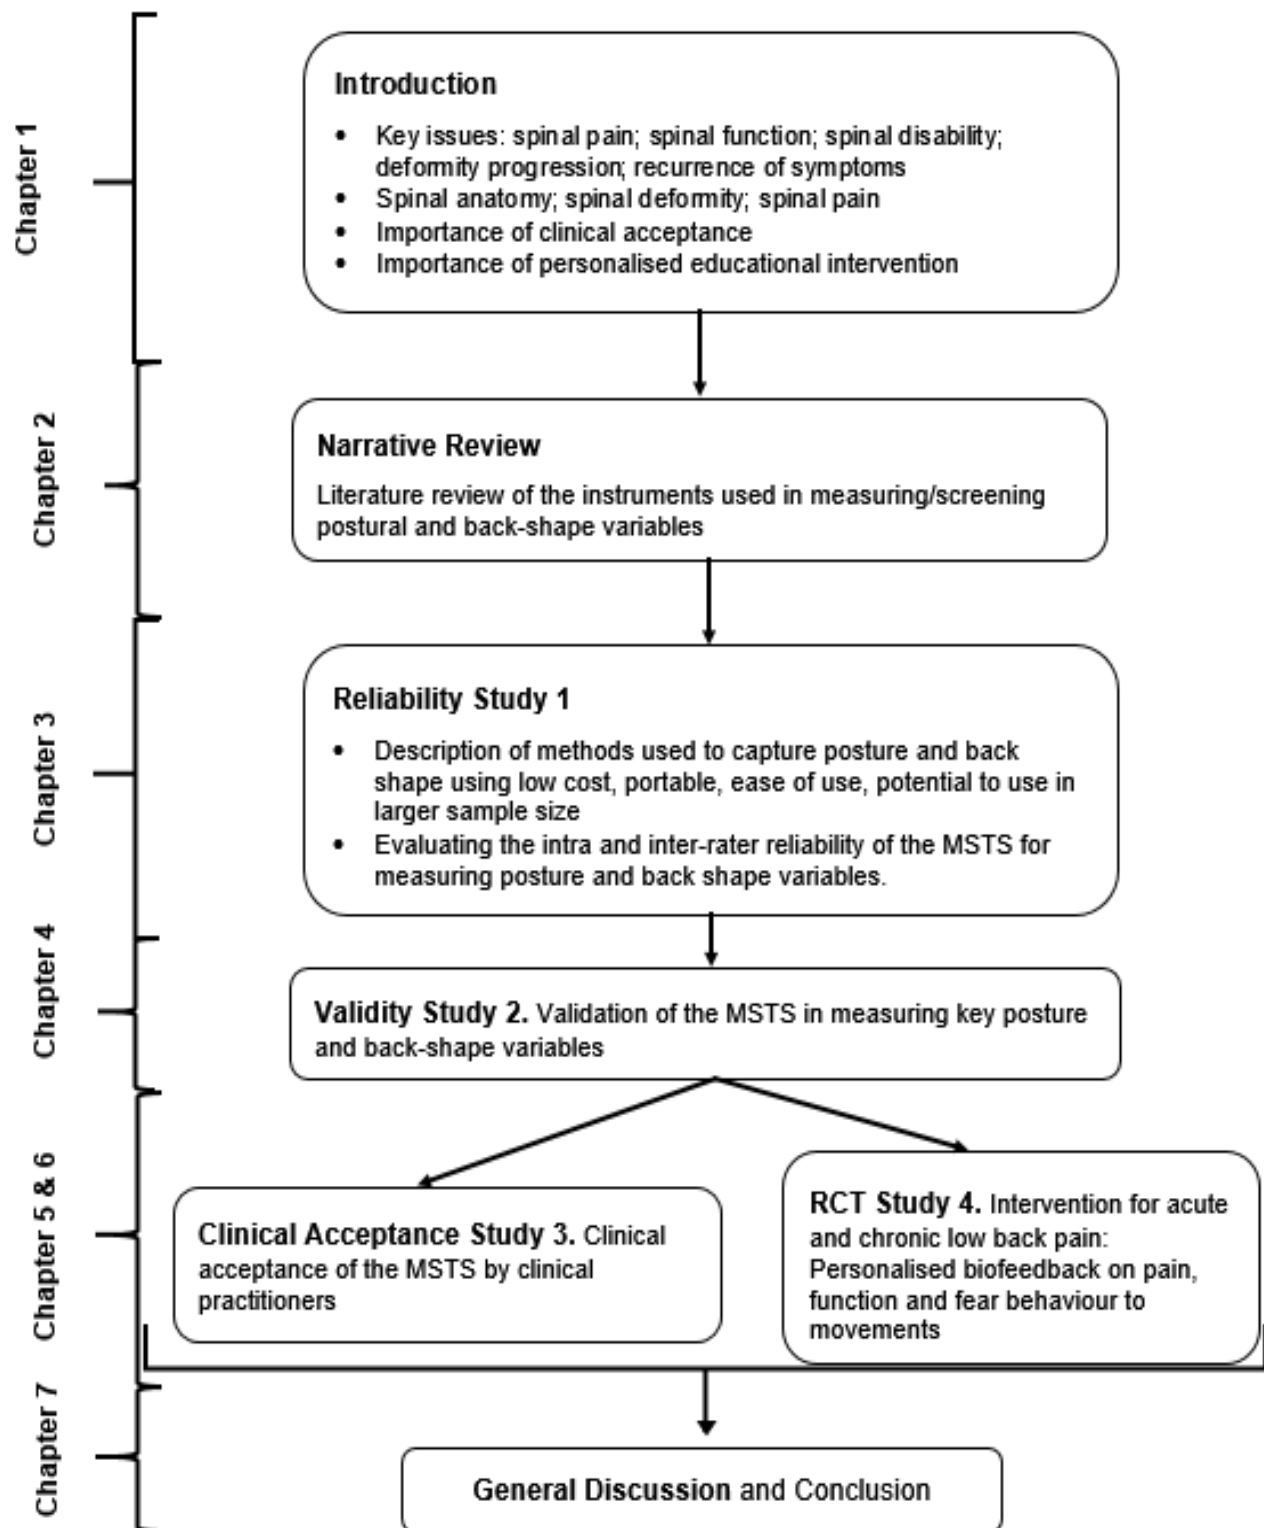 Chapter 1
Introduction
• Key issues: spinal pain; spinal function; spinal disability;
deformity progression; recurrence of symptoms
• Spinal anatomy; spinal deformity; spinal pain
• Importance of clinical acceptance
• Importance of personalised educational intervention
Chapter 2
Narrative Review
Literature review of the instruments used in measuring/screening
postural and back-shape variables
Chapter 3
Reliability Study 1
• Description of methods used to capture posture and back
shape using low cost, portable, ease of use, potential to use in
larger sample size
• Evaluating the intra and inter-rater reliability of the MSTS for
measuring posture and back shape variables.
Chapter 4
Validity Study 2. Validation of the MSTS in measuring key posture
and back-shape variables
Chapter 5 & 6
Clinical Acceptance Study 3. Clinical
acceptance of the MSTS by clinical
practitioners
RCT Study 4. Intervention for acute
and chronic low back pain:
Personalised biofeedback on pain,
function and fear behaviour to
movements
Chapter 7
General Discussion and Conclusion